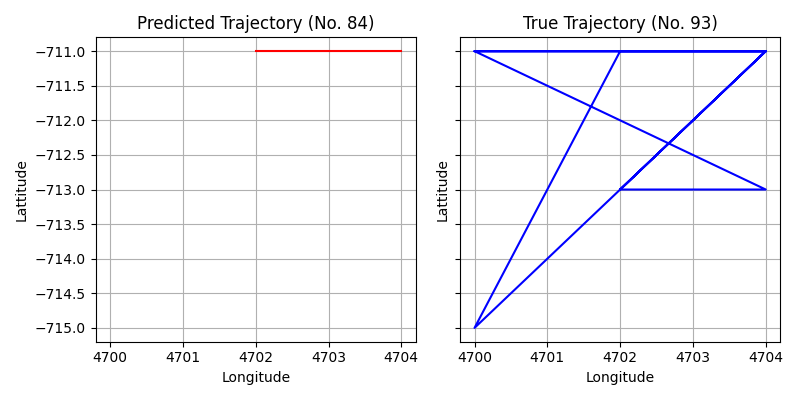 Predicted Trajectory (No. 84)
True Trajectory (No. 93)
Lattitude
−711.0
−711.5
−712.0
−712.5
−713.0
−713.5
−714.0
−714.5
−715.0
4700 4701 4702 4703 4704
Longitude
Lattitude
4700 4701 4702 4703 4704
Longitude